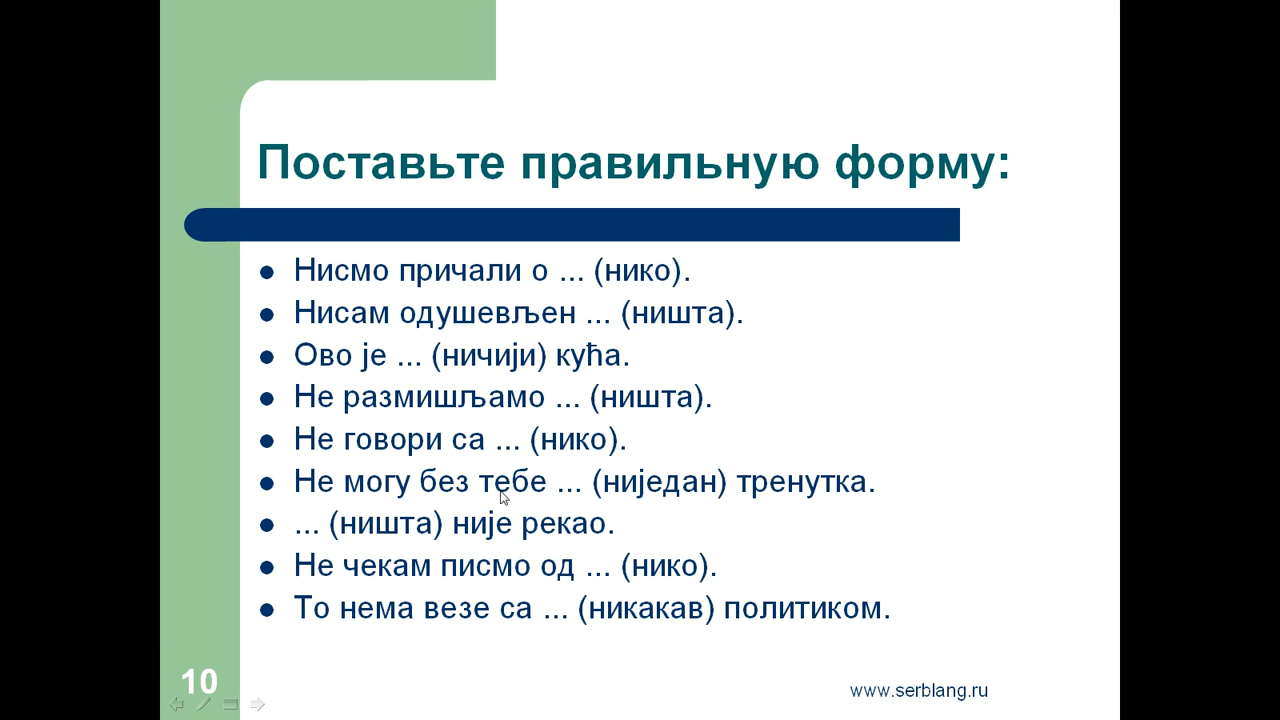 Поставьте правильную форму:
Нисмо причали о ... (нико).
Нисам одушевљен ... (ништа).
Ово је ... (ничији) кућа.
Не размишљамо ... (ништа).
Не говори са ... (нико).
Не могу без тебе ... (ниједан) тренутка.
... (ништа) није рекао.
Не чекам писмо од ... (нико).
То нема везе са ... (никакав) политиком.
10
www.serblang.ru